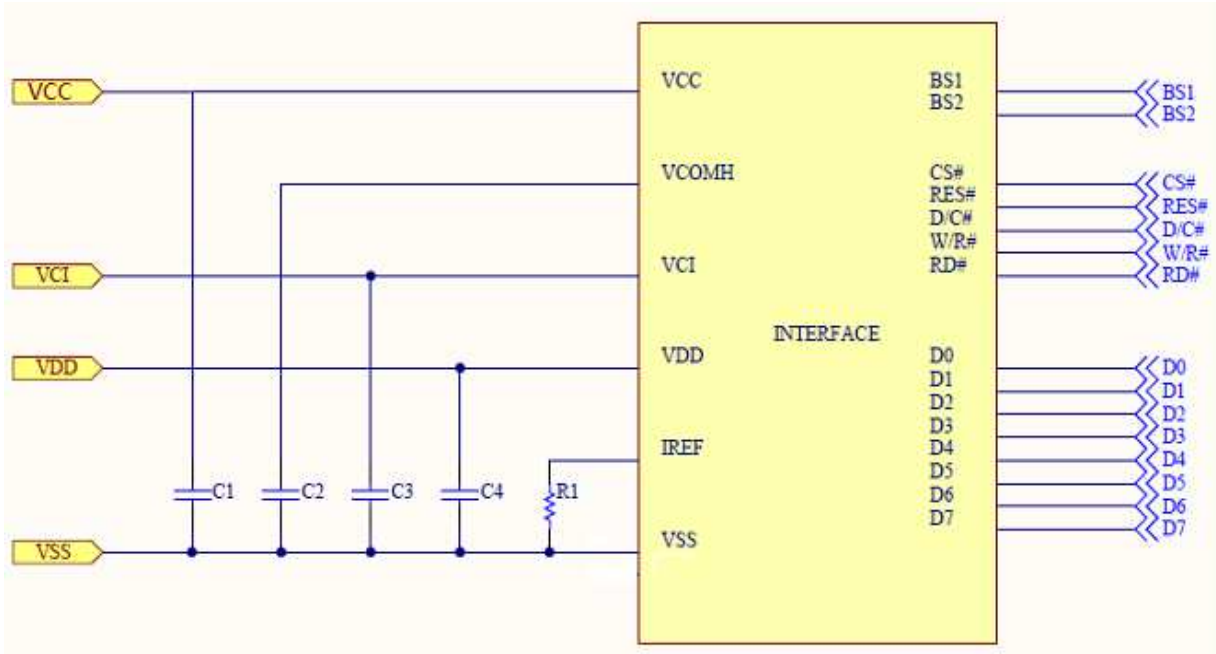 VCC
VCI
VDD
VSS
C1
C2
C3
C4
R1
VCC
VCOMH
VCI
VDD
IREF
VSS
INTERFACE
BS1
BS2
CS#
RES#
D/C#
W/R#
RD#
D0
D1
D2
D3
D4
D5
D6
D7
BS1
BS2
CS#
RES#
D/C#
W/R#
RD#
D0
D1
D2
D3
D4
D5
D6
D7